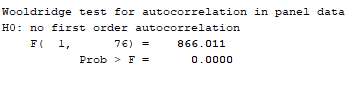 Wooldridge test for autocorrelation in panel data
H0: no first order autocorrelation
F( 1, 76) = 866.011
Prob > F = 0.0000